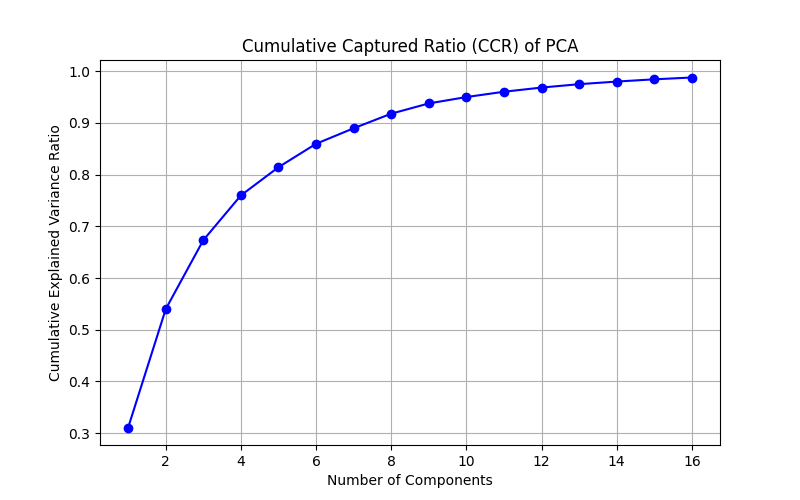 Cumulative Captured Ratio (CCR) of PCA
Cumulative Explained Variance Ratio
1.0
0.9
0.8
0.7
0.6
0.5
0.4
0.3
2 4 6 8 10 12 14 16
Number of Components